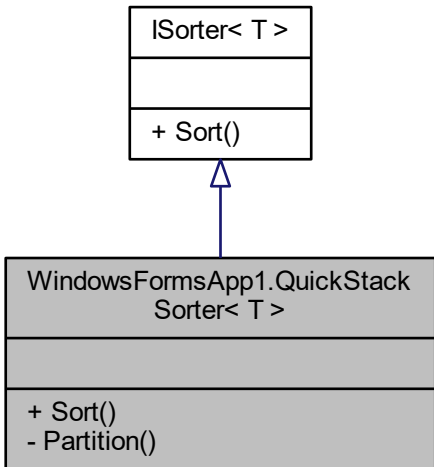 ISorter< T >
+ Sort()
WindowsFormsApp1.QuickStack
Sorter< T >
+ Sort()
- Partition()